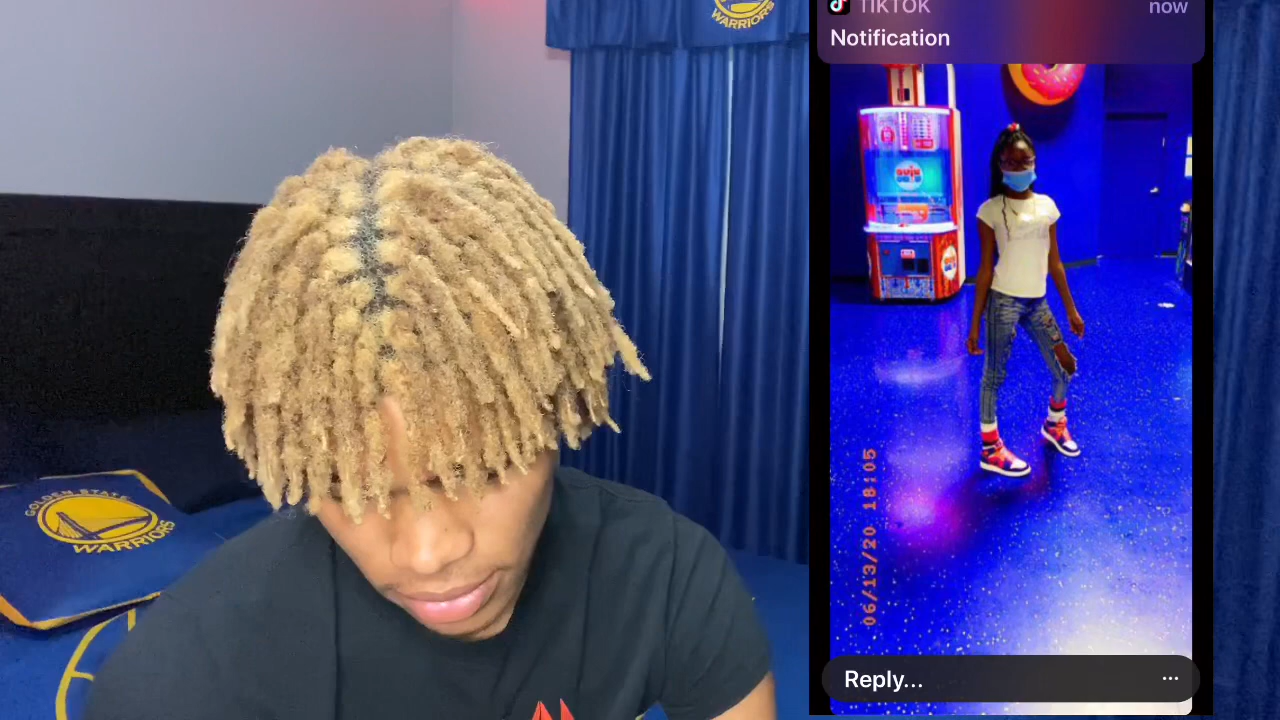 WARRIORS
TIKTOK
now
Notification
GOLDEN STATE
WARRIORS
06/13/20 18:05
Reply...